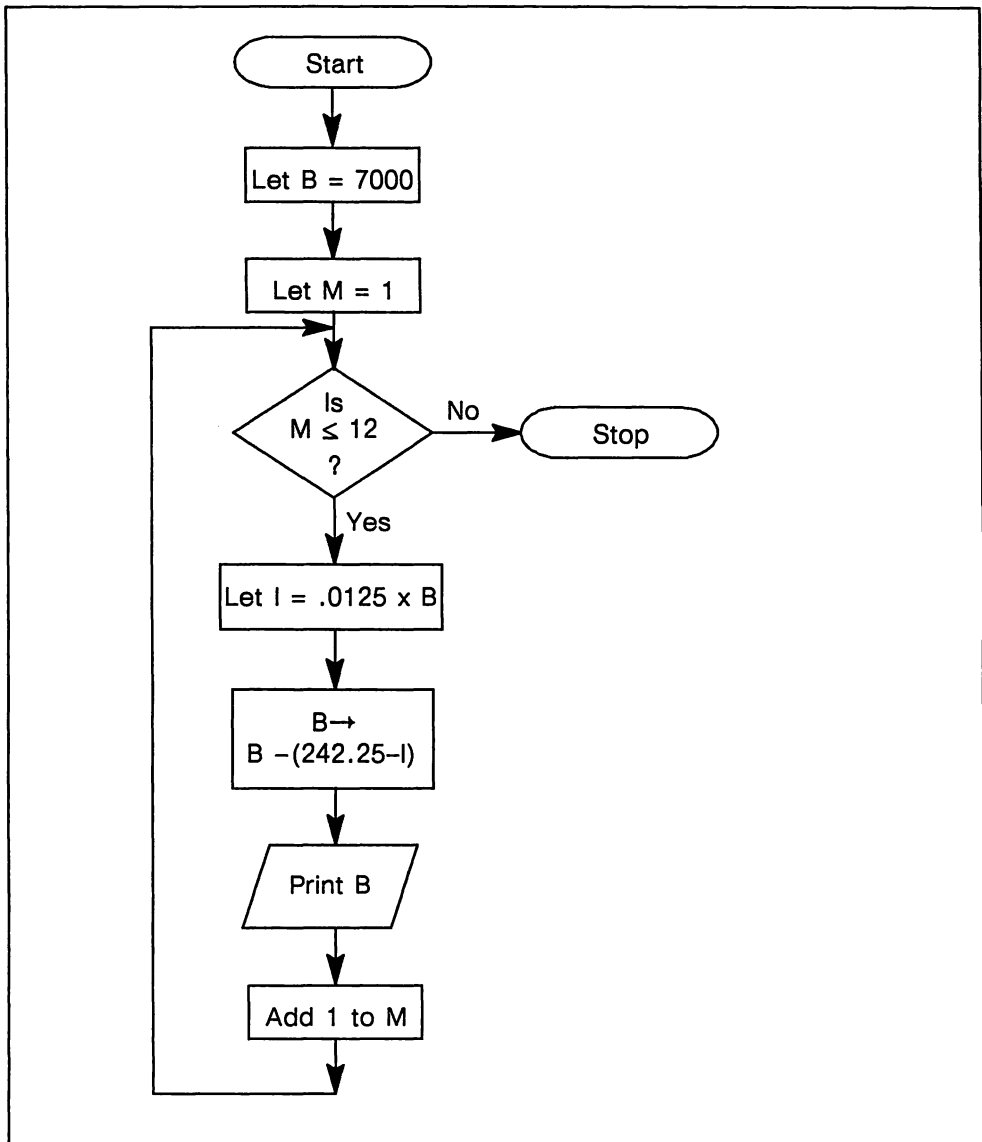 Start
Let B = 7000
Let M = 1
Is
M ≤ 12
?
No
Stop
Yes
Let I = .0125 x B
B→
B -(242.25-I)
Print B
Add 1 to M